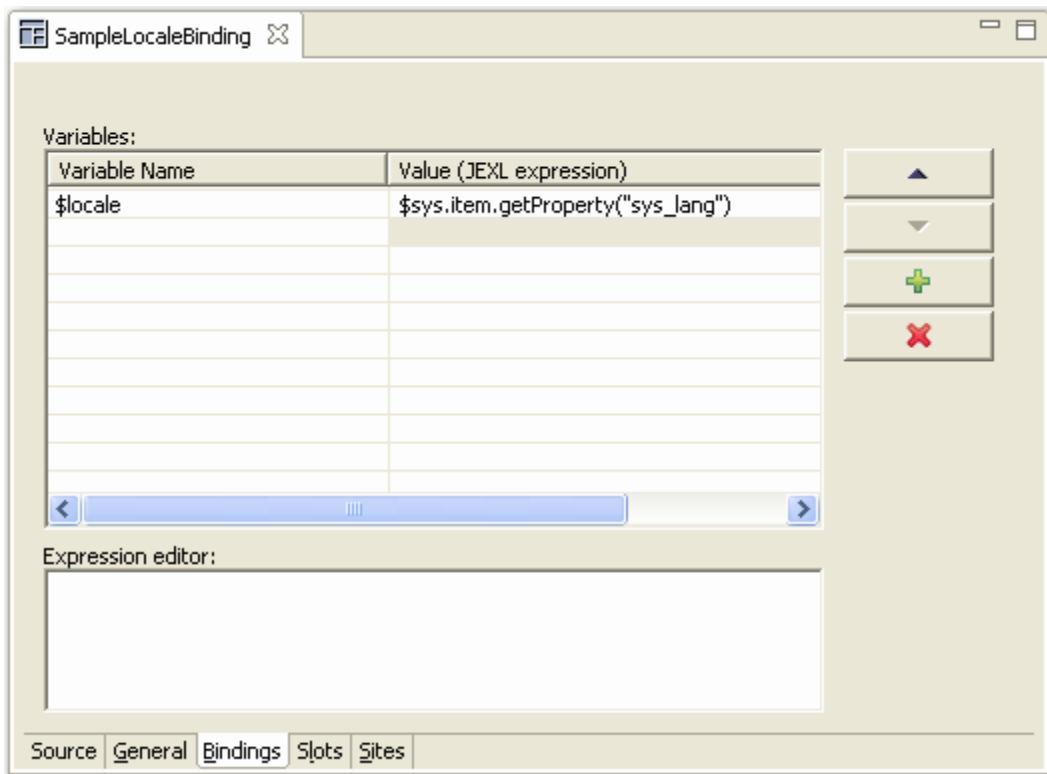 SampleLocaleBinding
Variables:
Variable Name Value (JEXL expression)
$locale $sys.item.getProperty("sys_lang")
Expression editor:
Source General Bindings Slots Sites